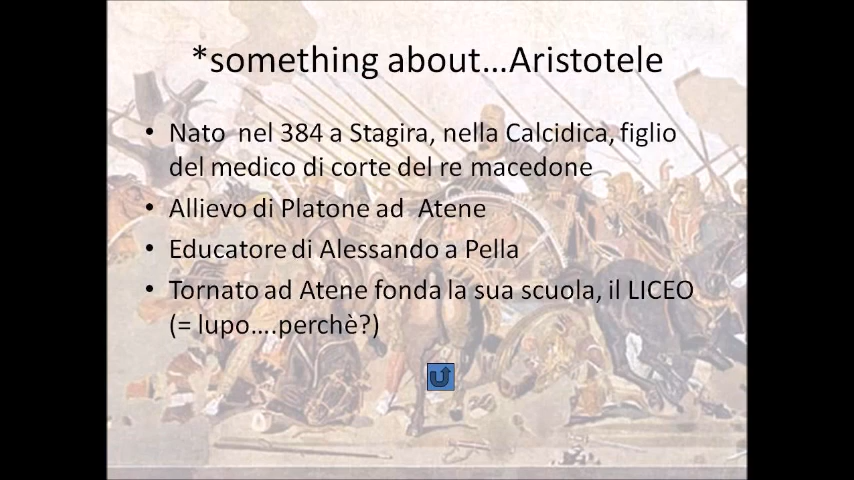 *something about...Aristotele
• Nato nel 384 a Stagira, nella Calcidica, figlio
del medico di corte del re macedone
• Allievo di Platone ad Atene
• Educatore di Alessando a Pella
• Tornato ad Atene fonda la sua scuola, il LICEO
(= lupo....perchè?)